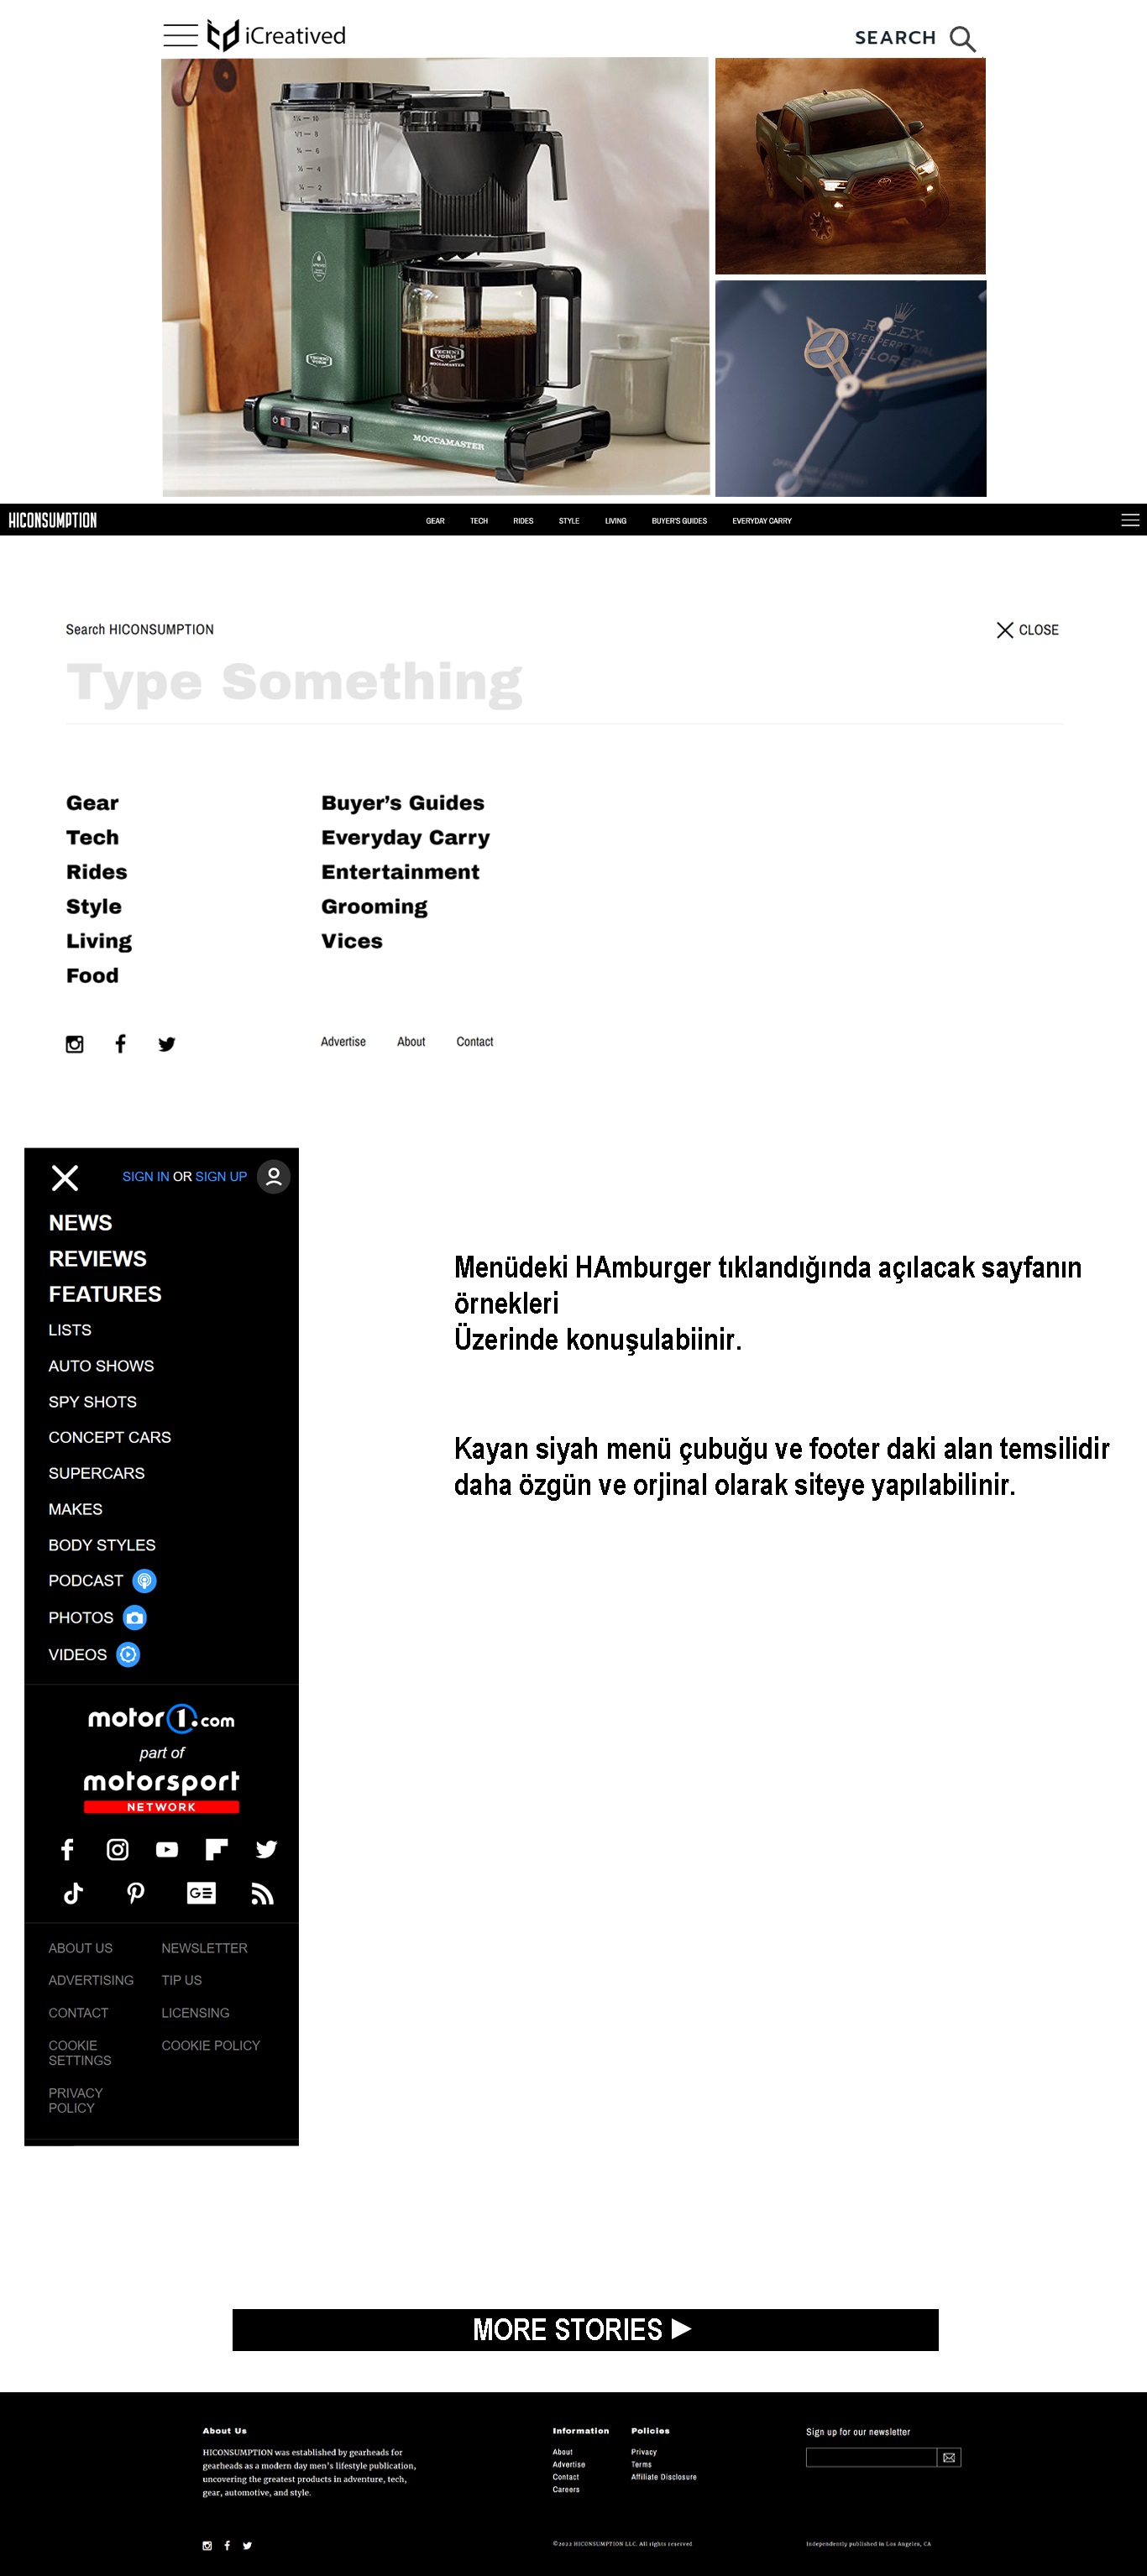 iCreatived
SEARCH
TECHNI
VORM
TECHNI
VORM
MOCCAMASTER
MOCCAMASTER
ROLEX
HICONSUMPTION
GEAR TECH RIDES STYLE LIVING BUYER'S GUIDES EVERYDAY CARRY
Search HICONSUMPTION
CLOSE
Type Something
Gear
Tech
Rides
Style
Living
Food
Buyer’s Guides
Everyday Carry
Entertainment
Grooming
Vices
Advertise About Contact
SIGN IN OR SIGN UP
NEWS
REVIEWS
FEATURES
LISTS
AUTO SHOWS
SPY SHOTS
CONCEPT CARS
SUPERCARS
MAKES
BODY STYLES
PODCAST
PHOTOS
VIDEOS
motor1.com
part of
motorsport
NETWORK
ABOUT US
ADVERTISING
CONTACT
COOKIE
SETTINGS
PRIVACY
POLICY
NEWSLETTER
TIP US
LICENSING
COOKIE POLICY
Menüdeki HAmburger tıklandığında açılacak sayfanın
örnekleri
Üzerinde konuşulabiinir.
Kayan siyah menü çubuğu ve footer daki alan temsilidir
daha özgün ve orjinal olarak siteye yapılabilinir.
MORE STORIES
About Us
HICONSUMPTION was established by gearheads for
gearheads as a modern day men's lifestyle publication,
uncovering the greatest products in adventure, tech,
gear, automotive, and style.
Information
About
Advertise
Contact
Careers
Policies
Privacy
Terms
Affiliate Disclosure
Sign up for our newsletter
©2022 HICONSUMPTION LLC. All rights reserved
Independently published in Los Angeles, CA